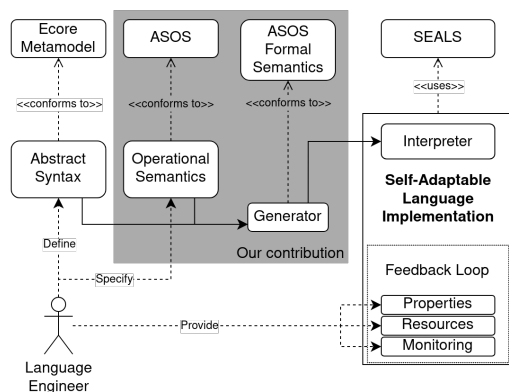 Ecore
Metamodel
ASOS
ASOS
Formal
Semantics
SEALS
<<conforms to>>
<<conforms to>>
<<conforms to>>
<<uses>>
Abstract
Syntax
Operational
Semantics
Generator
Interpreter
Self-Adaptable
Language
Implementation
Our contribution
Define
Specify
Feedback Loop
Properties
Resources
Monitoring
Provide
Language
Engineer